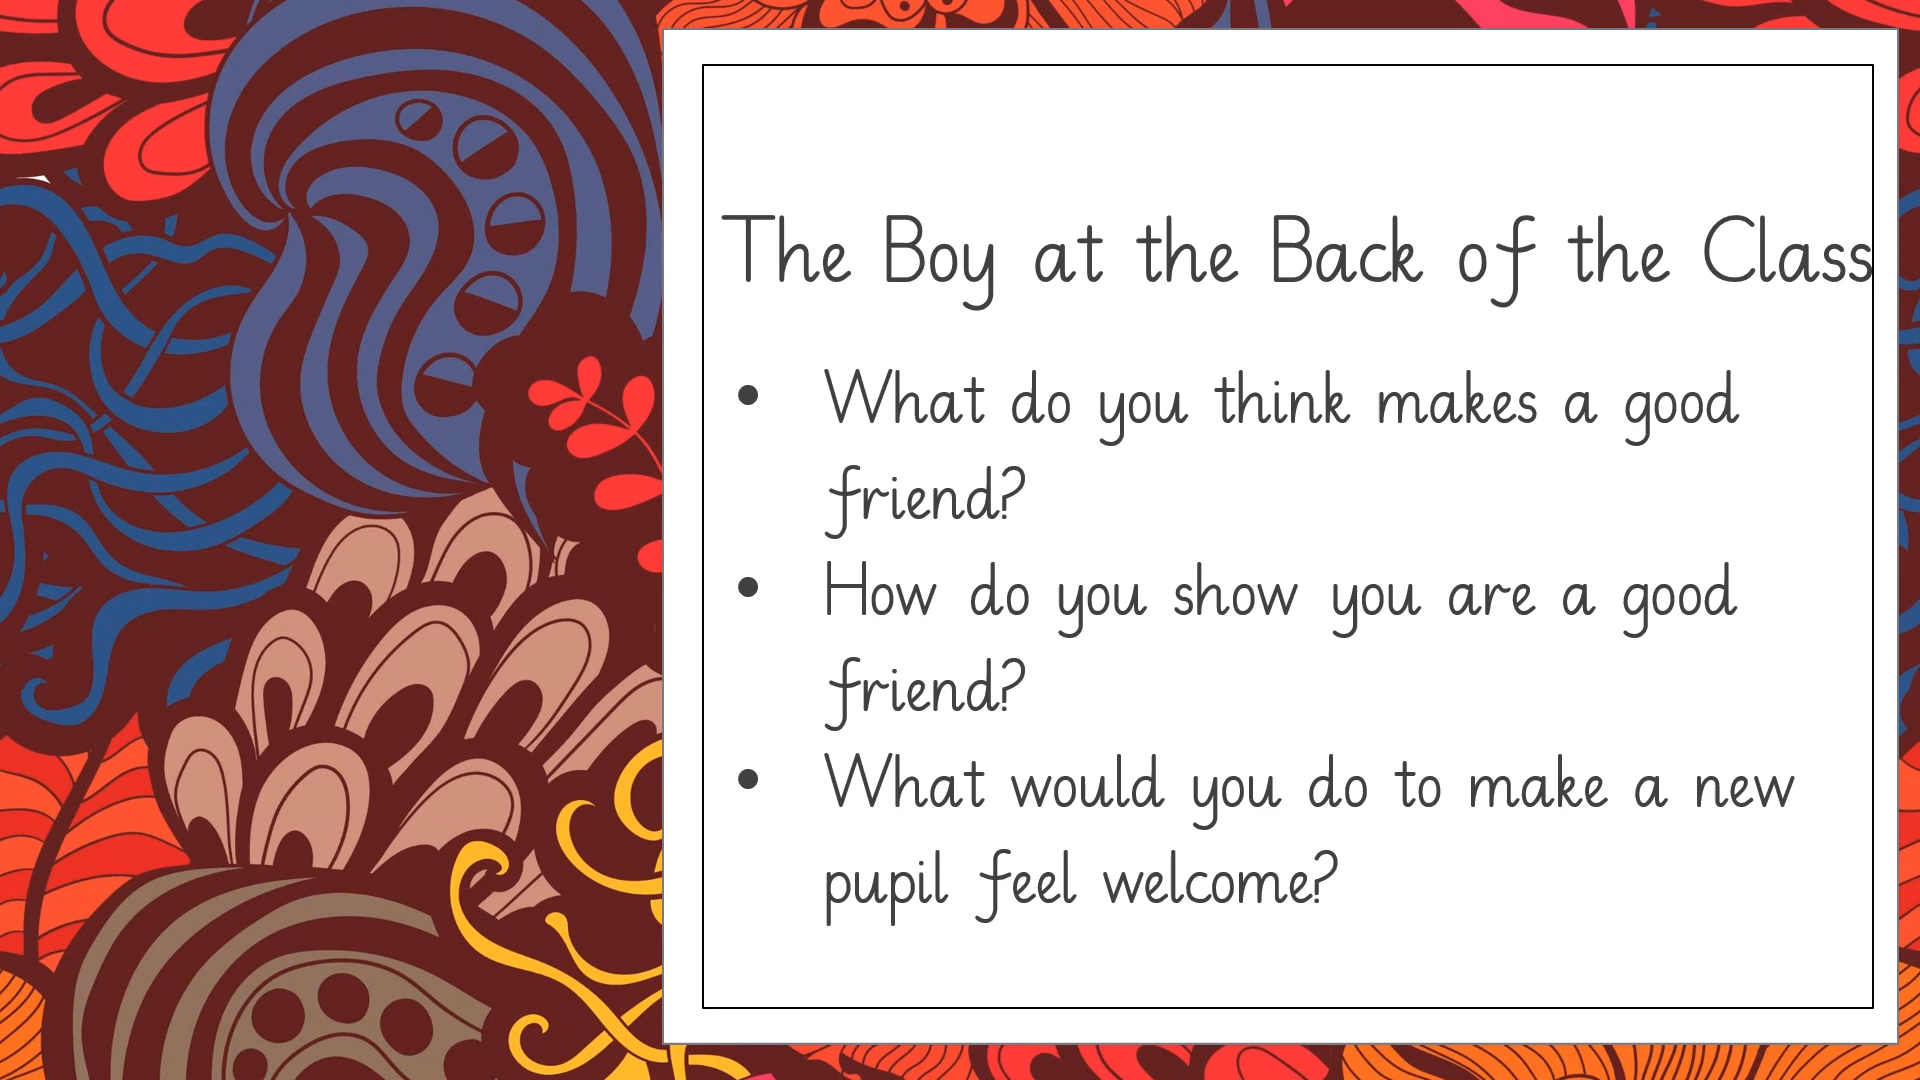 The Boy at the Back of the Class
• What do you think makes a good
friend?
• How do you show you are a good
friend?
• What would you do to make a new
pupil feel welcome?